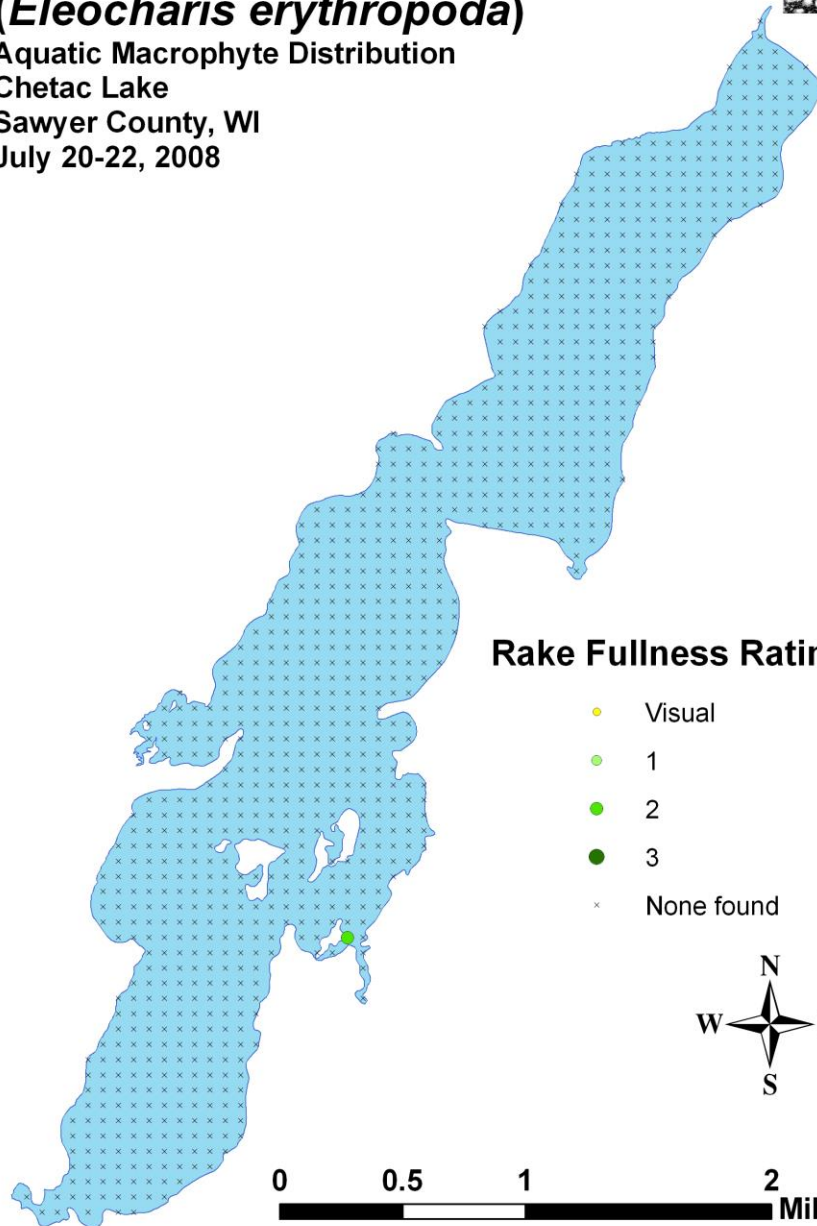 (Eleocharis erythropoda)
Aquatic Macrophyte Distribution
Chetac Lake
Sawyer County, WI
July 20-22, 2008
Rake Fullness Ratin
Visual
1
2
3
None found
N
W
S
0 0.5 1 2
Mil